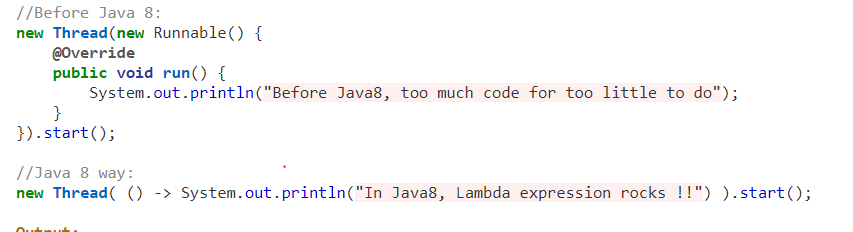 //Before Java 8:
new Thread(new Runnable() {
    @Override
    public void run() {
        System.out.println("Before Java8, too much code for too little to do");
    }
}).start();

//Java 8 way:
new Thread( () -> System.out.println("In Java8, Lambda expression rocks !!") ).start();

Output: